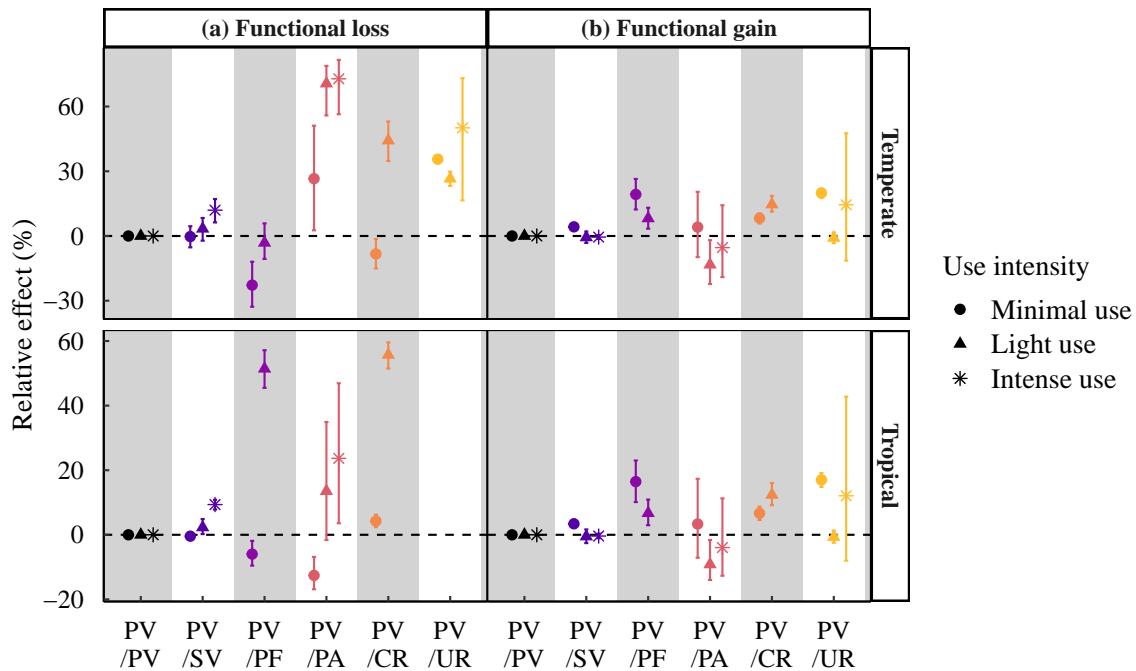 (a) Functional loss
(b) Functional gain
60
30
0
−30
Temperate
60
40
20
0
−20
Tropical
Relative effect (%)
PV PV PV PV PV PV PV PV PV PV PV PV
/PV /SV /PF /PA /CR /UR /PV /SV /PF /PA /CR /UR
Use intensity
Minimal use
Light use
Intense use